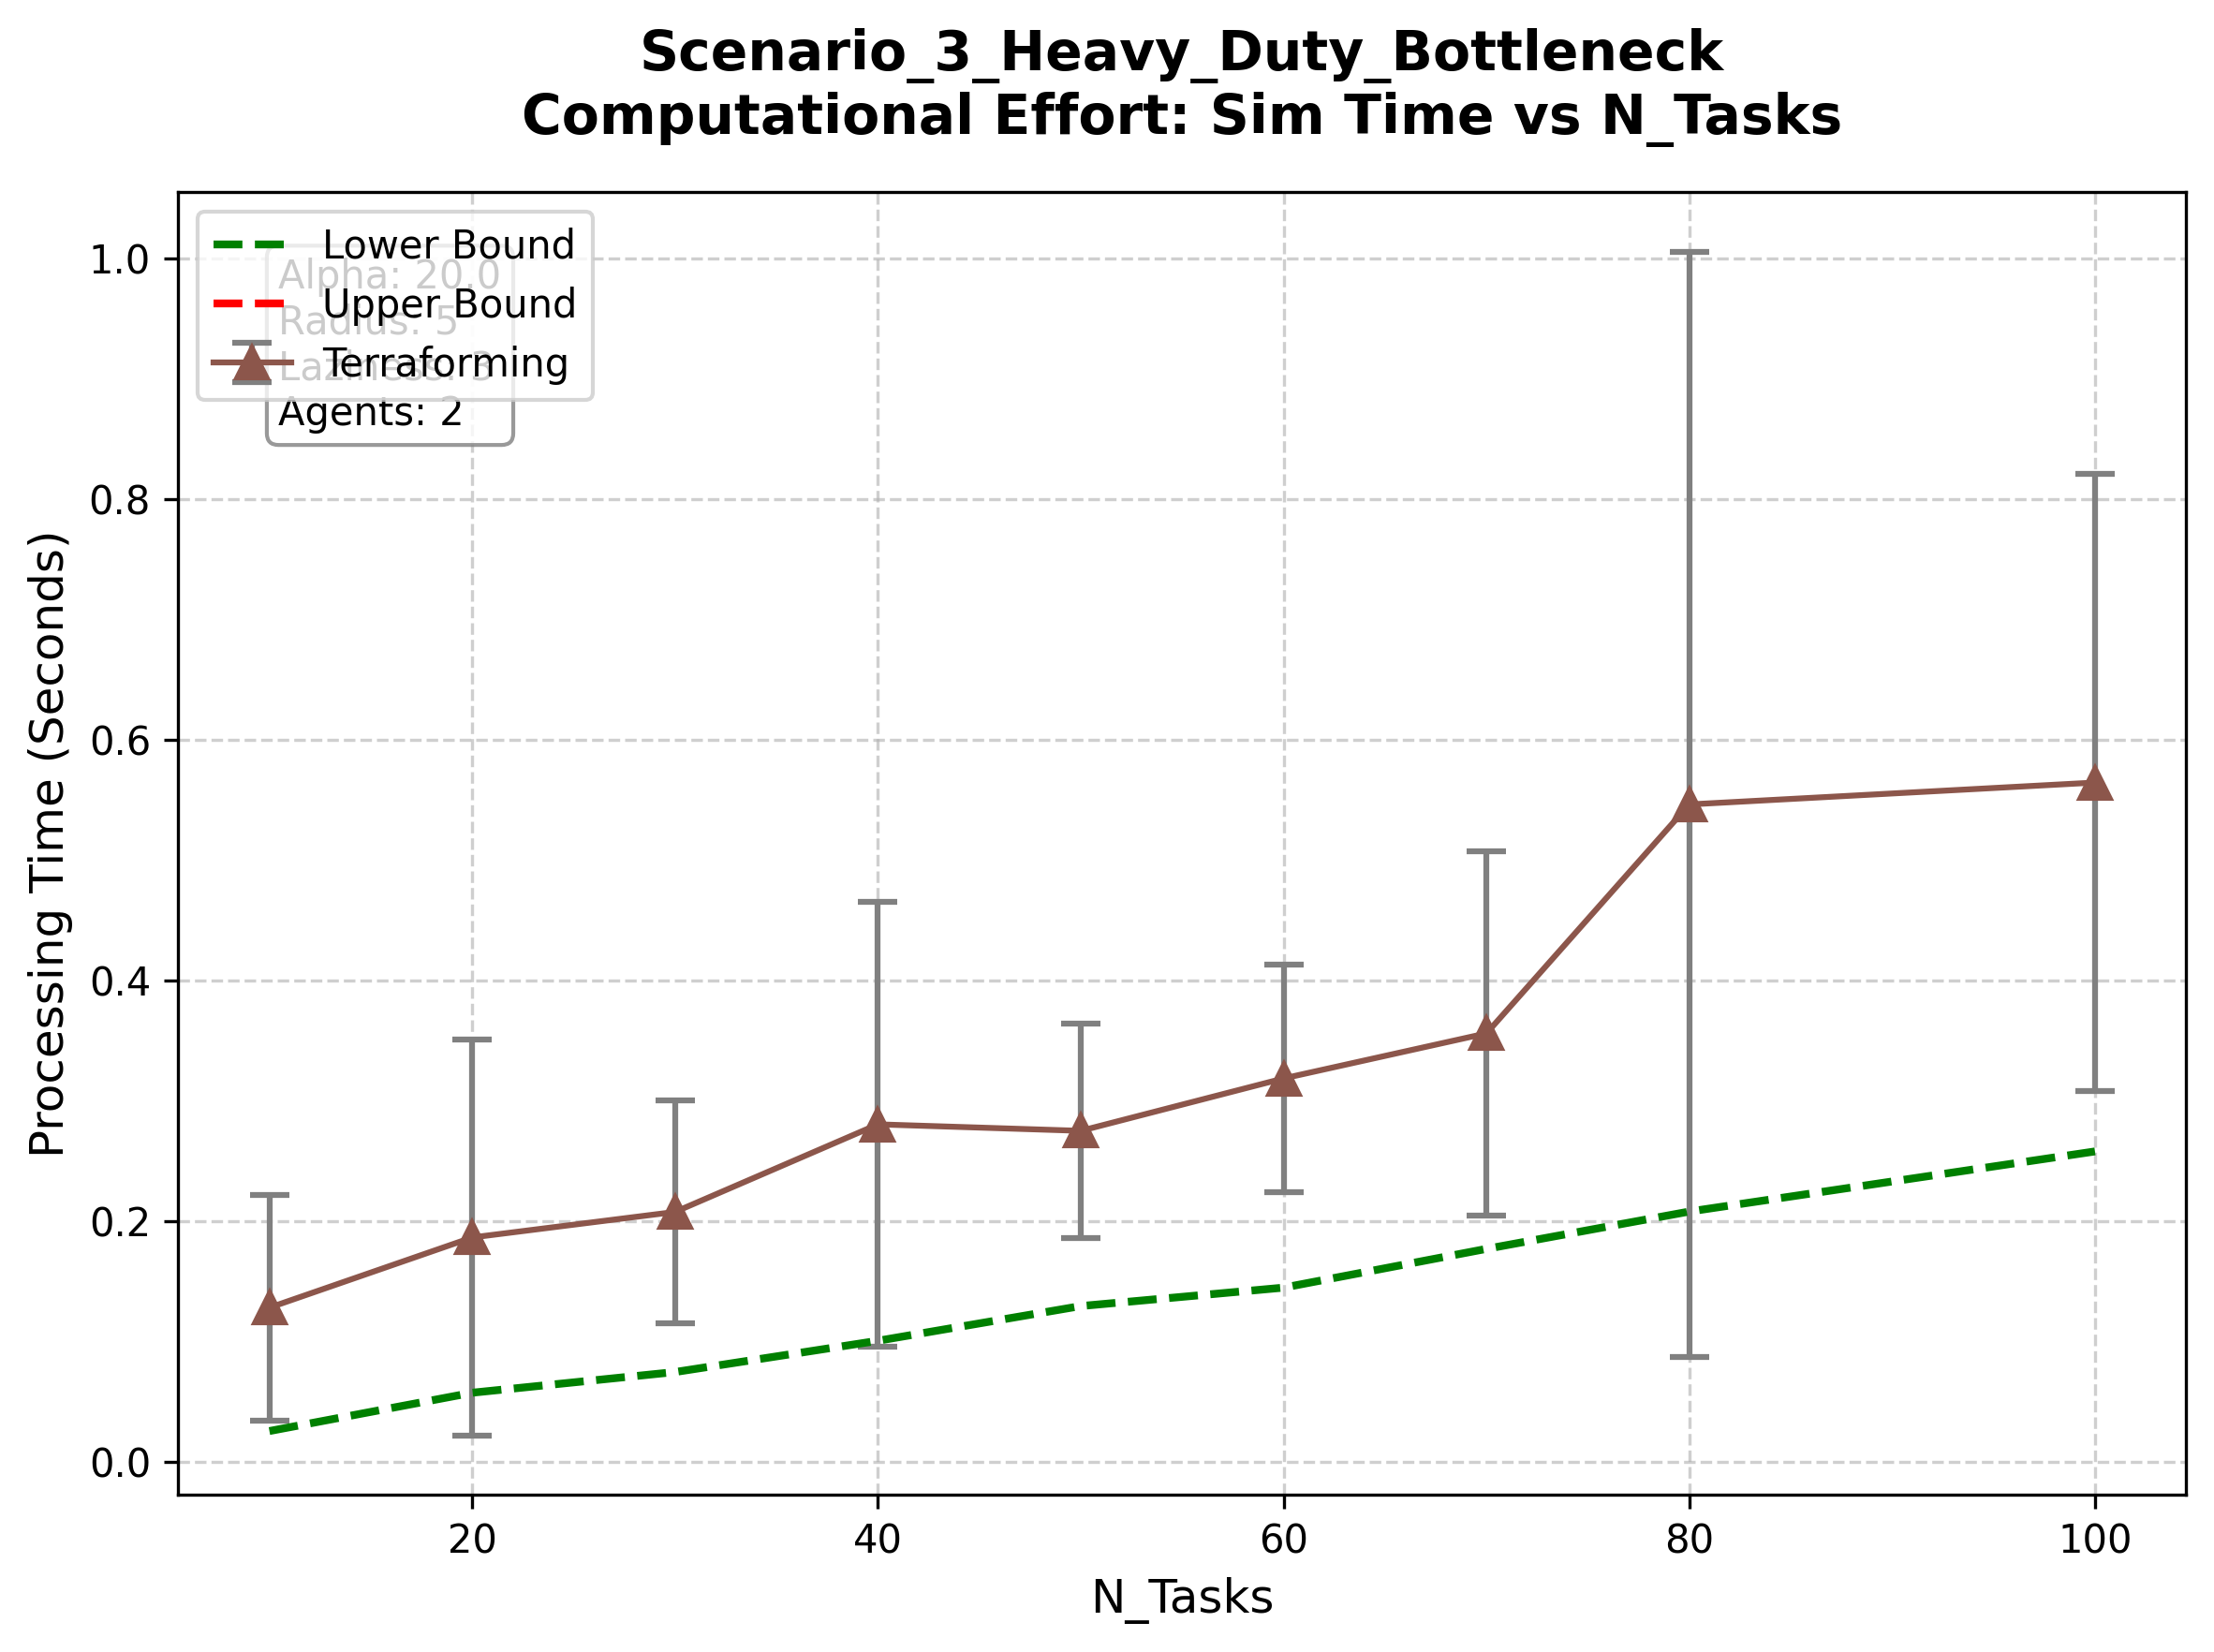 Scenario_3_Heavy_Duty_Bottleneck
Computational Effort: Sim Time vs N_Tasks
Lower Bound
Upper Bound
Terraforming
Alpha: 20.0
Radius: 5
Laziness: 3
Agents: 2
Processing Time (Seconds)
1.0
0.8
0.6
0.4
0.2
0.0
20
40
60
80
100
N_Tasks